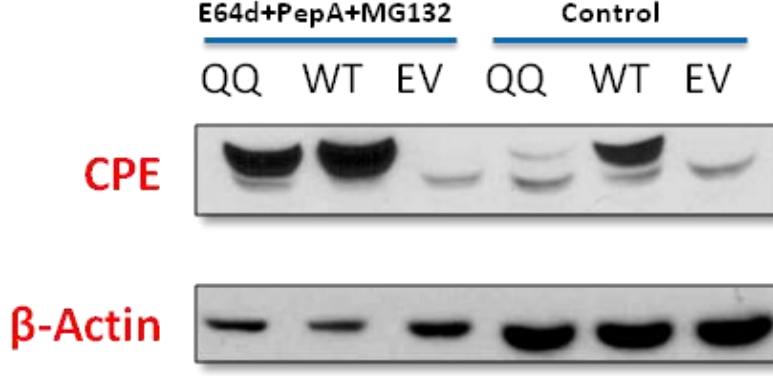 E64d+PepA+MG132 Control
QQ WT EV QQ WT EV
CPE
β-Actin